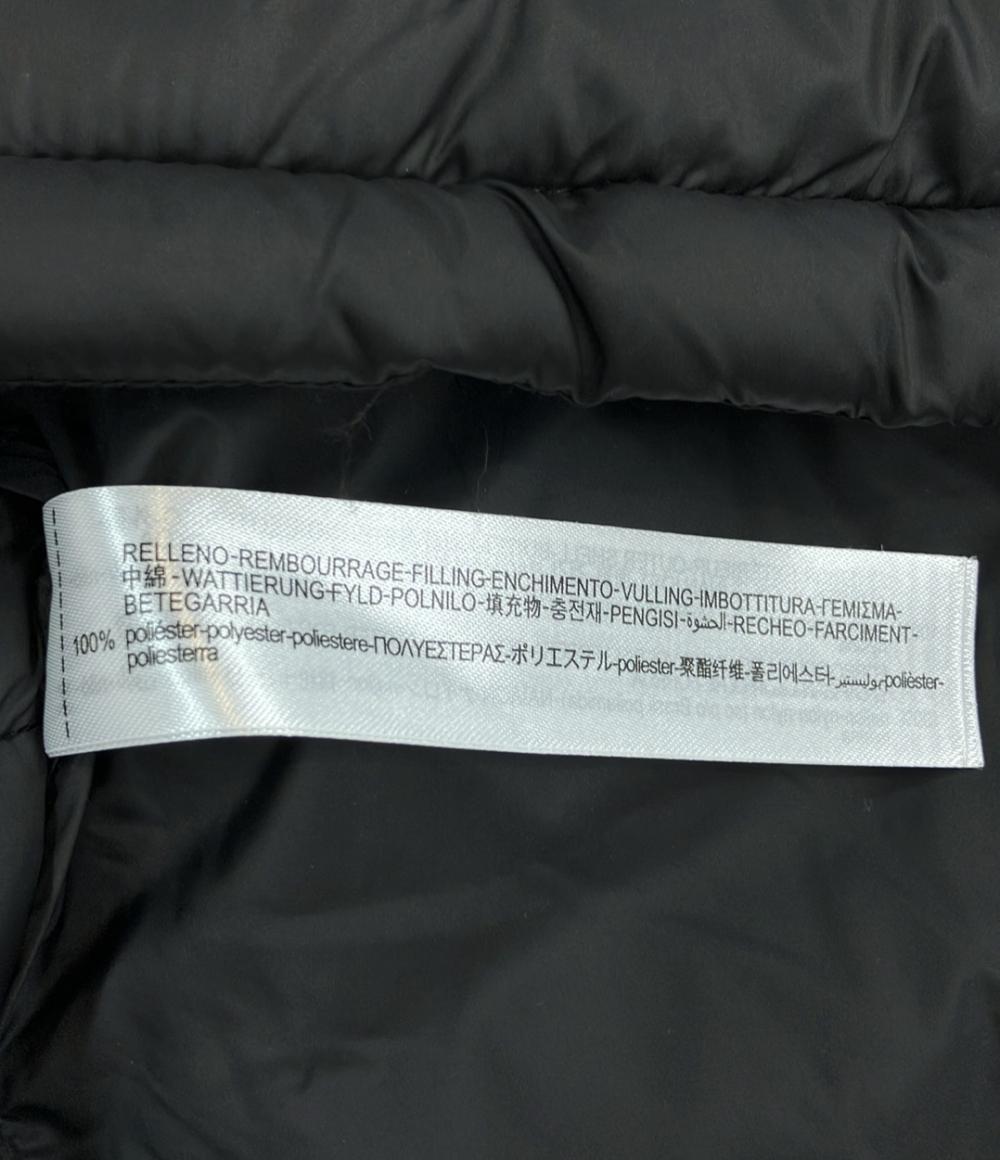 RELLENO-REMBOURRAGE-FILLING-ENCHIMENTO-VULLING-IMBOTTITURA-ΓΕΜΙΣΜΑ-
中綿-WATTIERUNG-FYLD-POLNILO-填充物-충전재-PENGISI-الحشوة-RECHEO-FARCIMENT-
BETEGARRIA
100% poliéster-polyester-poliestere-ΠΟΛΥΕΣΤΕΡΑΣ-ポリエステル-poliester-聚酯纤维-폴리에스터-بوليستير-polièster-
poliesterra